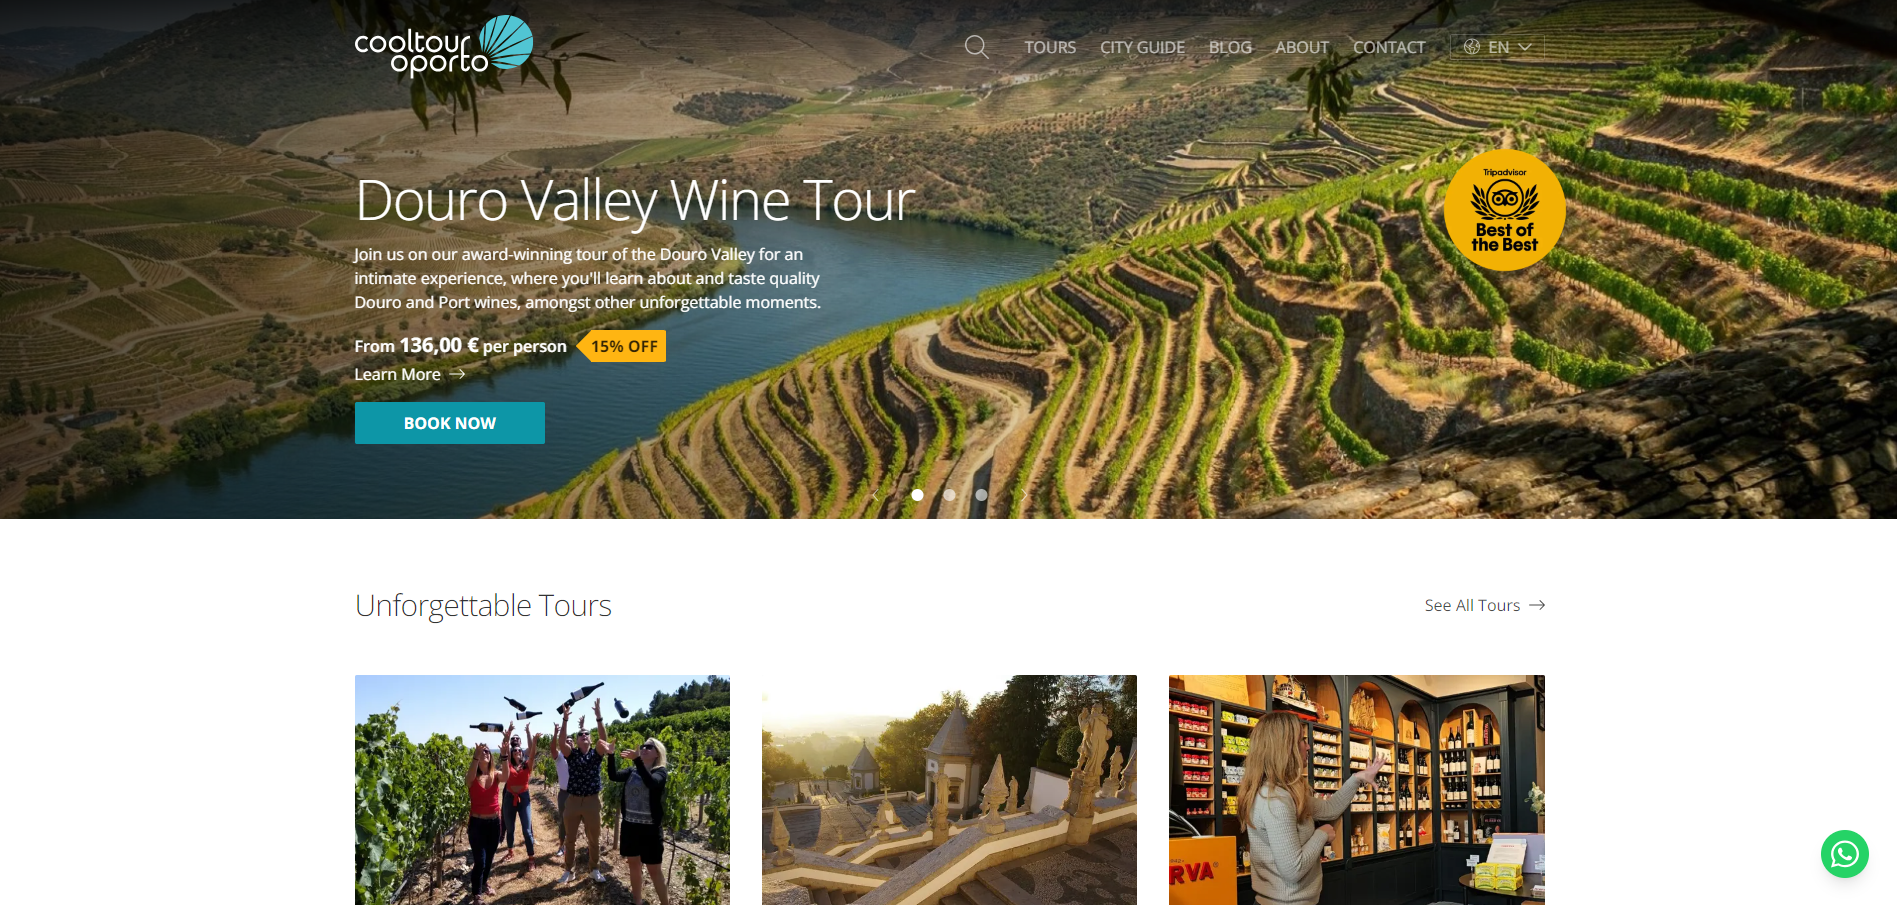 cooltour
oporto
TOURS
CITY GUIDE
BLOG
ABOUT
CONTACT
EN
Douro Valley Wine Tour
Join us on our award-winning tour of the Douro Valley for an
intimate experience, where you'll learn about and taste quality
Douro and Port wines, amongst other unforgettable moments.
From 136,00 € per person
15% OFF
Learn More
BOOK NOW
Tripadvisor
Best of
the Best
Unforgettable Tours
See All Tours
RVA